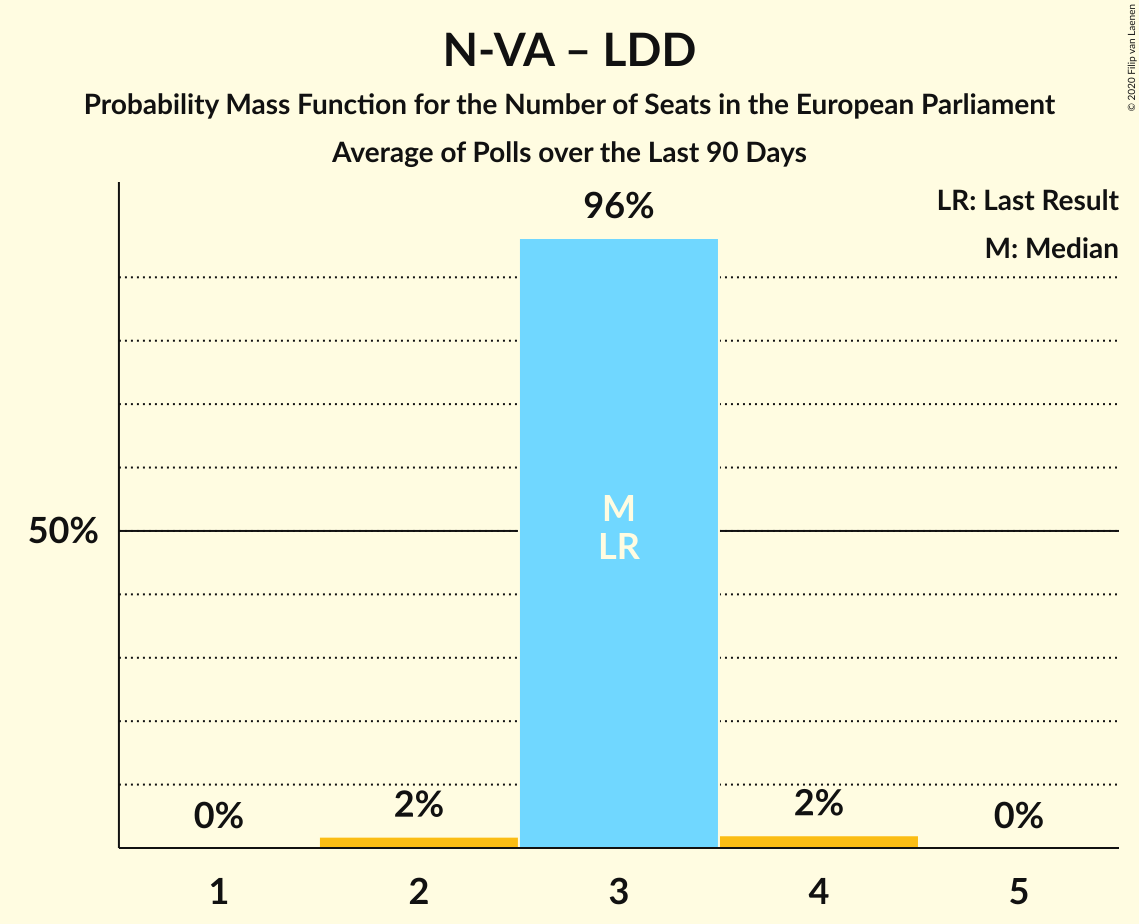 N-VA – LDD
Probability Mass Function for the Number of Seats in the European Parliament
Average of Polls over the Last 90 Days
© 2020 Filip van Laenen
LR: Last Result
M: Median
96%
50%
M
LR
0%
2%
2%
0%
1
2
3
4
5